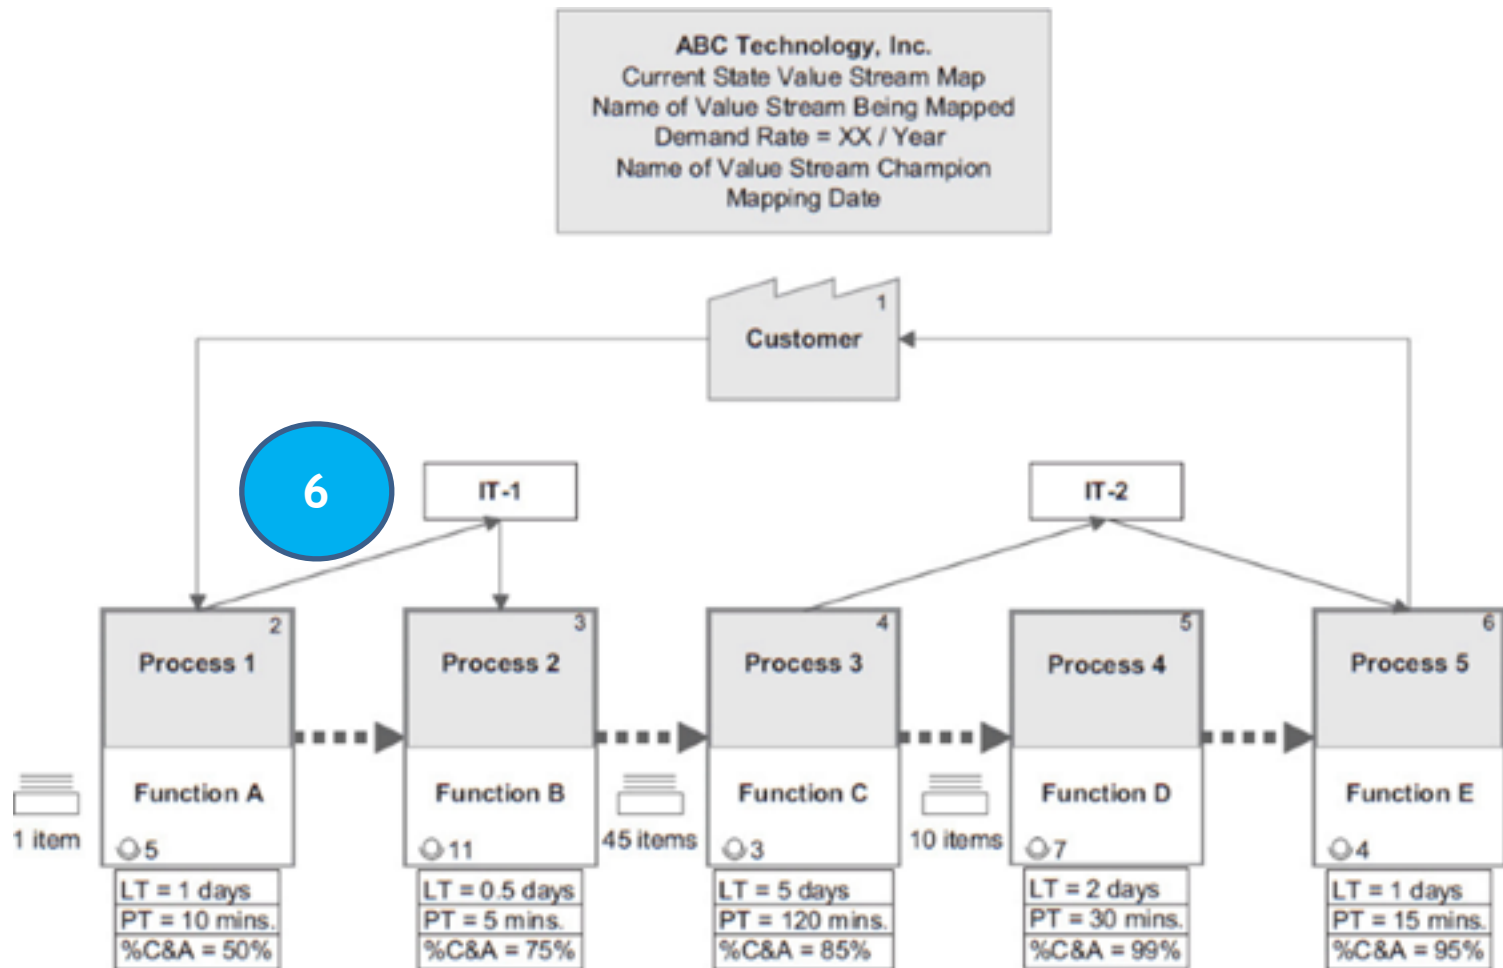 ABC Technology, Inc.
Current State Value Stream Map
Name of Value Stream Being Mapped
Demand Rate = XX / Year
Name of Value Stream Champion
Mapping Date
1
Customer
6
IT-1
IT-2
2
Process 1
3
Process 2
4
Process 3
5
Process 4
6
Process 5
1 item
Function A
5
Function B
11
45 items
Function C
3
10 items
Function D
7
Function E
4
LT = 1 days
PT = 10 mins.
%C&A = 50%
LT = 0.5 days
PT = 5 mins.
%C&A = 75%
LT = 5 days
PT = 120 mins.
%C&A = 85%
LT = 2 days
PT = 30 mins.
%C&A = 99%
LT = 1 days
PT = 15 mins.
%C&A = 95%